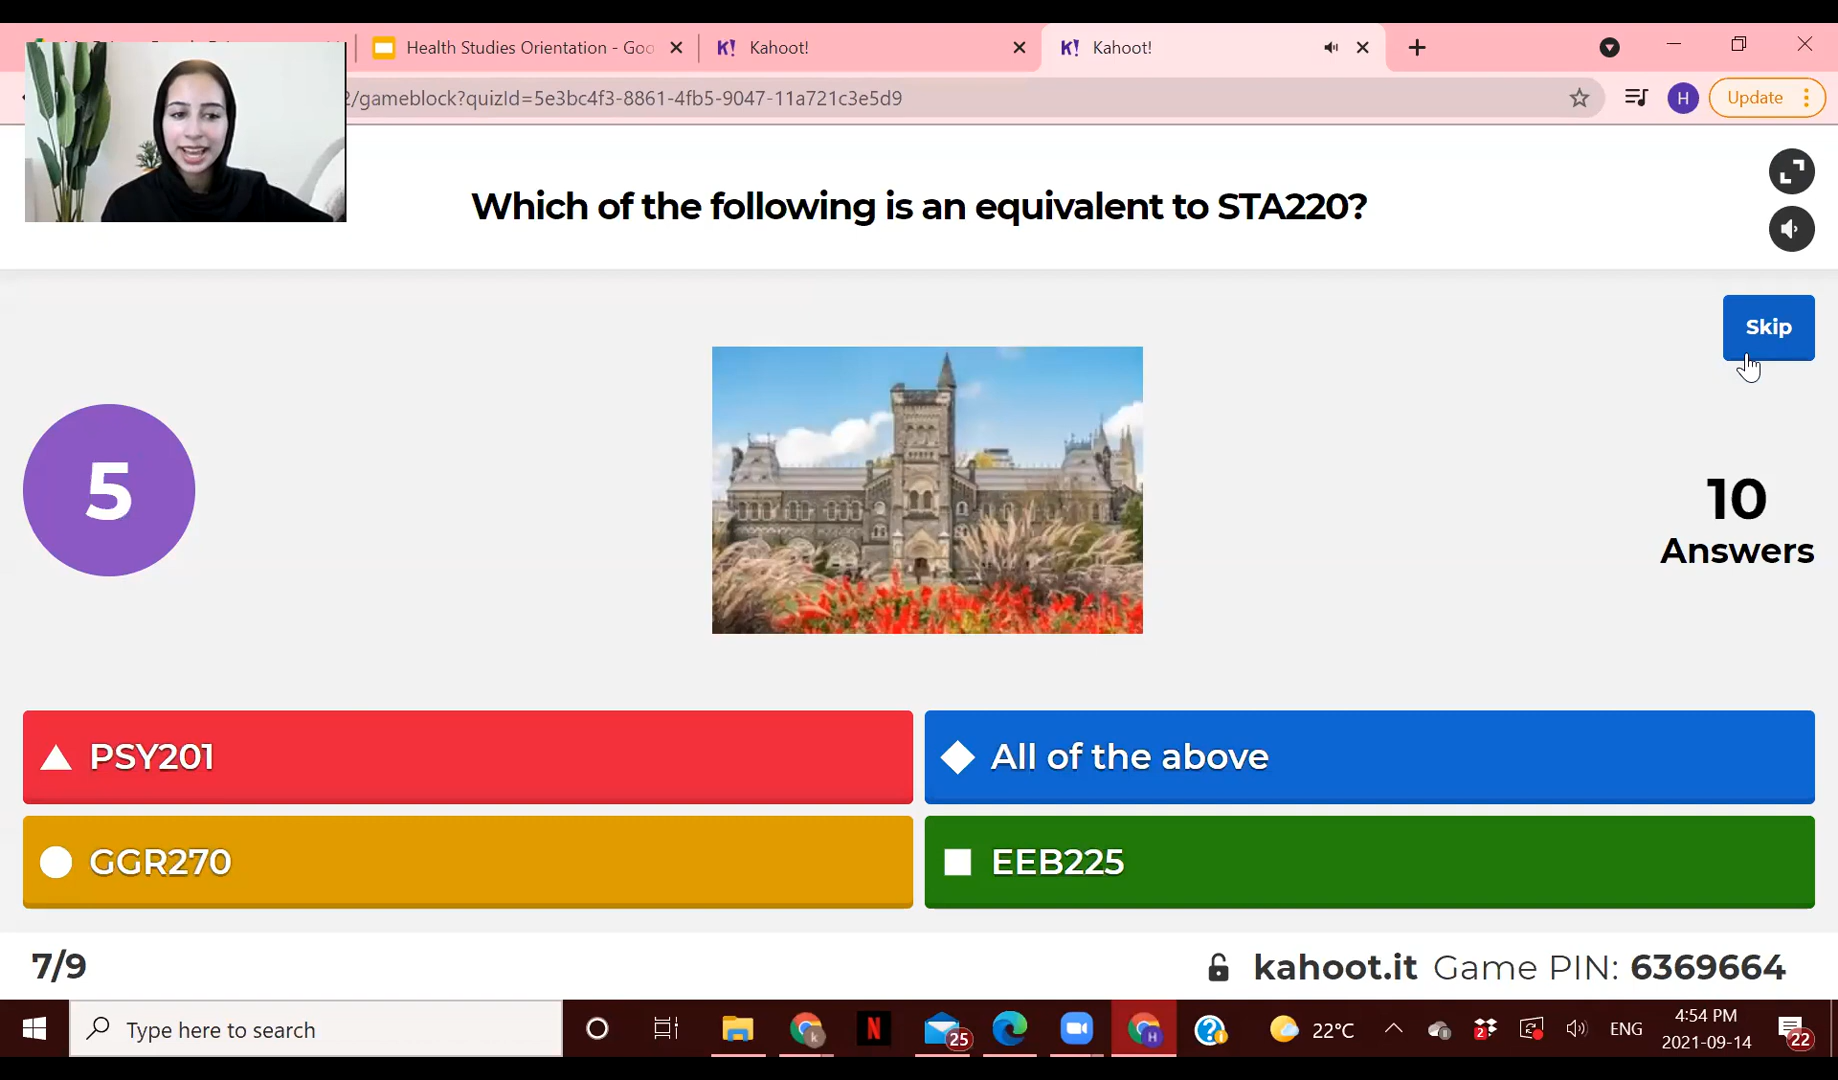 Health Studies Orientation - Goo
K! Kahoot!
K! Kahoot!
/gameblock?quizId=5e3bc4f3-8861-4fb5-9047-11a721c3e5d9
H
Update
Which of the following is an equivalent to STA220?
Skip
5
10
Answers
PSY201
All of the above
GGR270
EEB225
7/9
kahoot.it Game PIN: 6369664
Type here to search
k
N
25
H
22°C
2
ENG
4:54 PM
2021-09-14
22